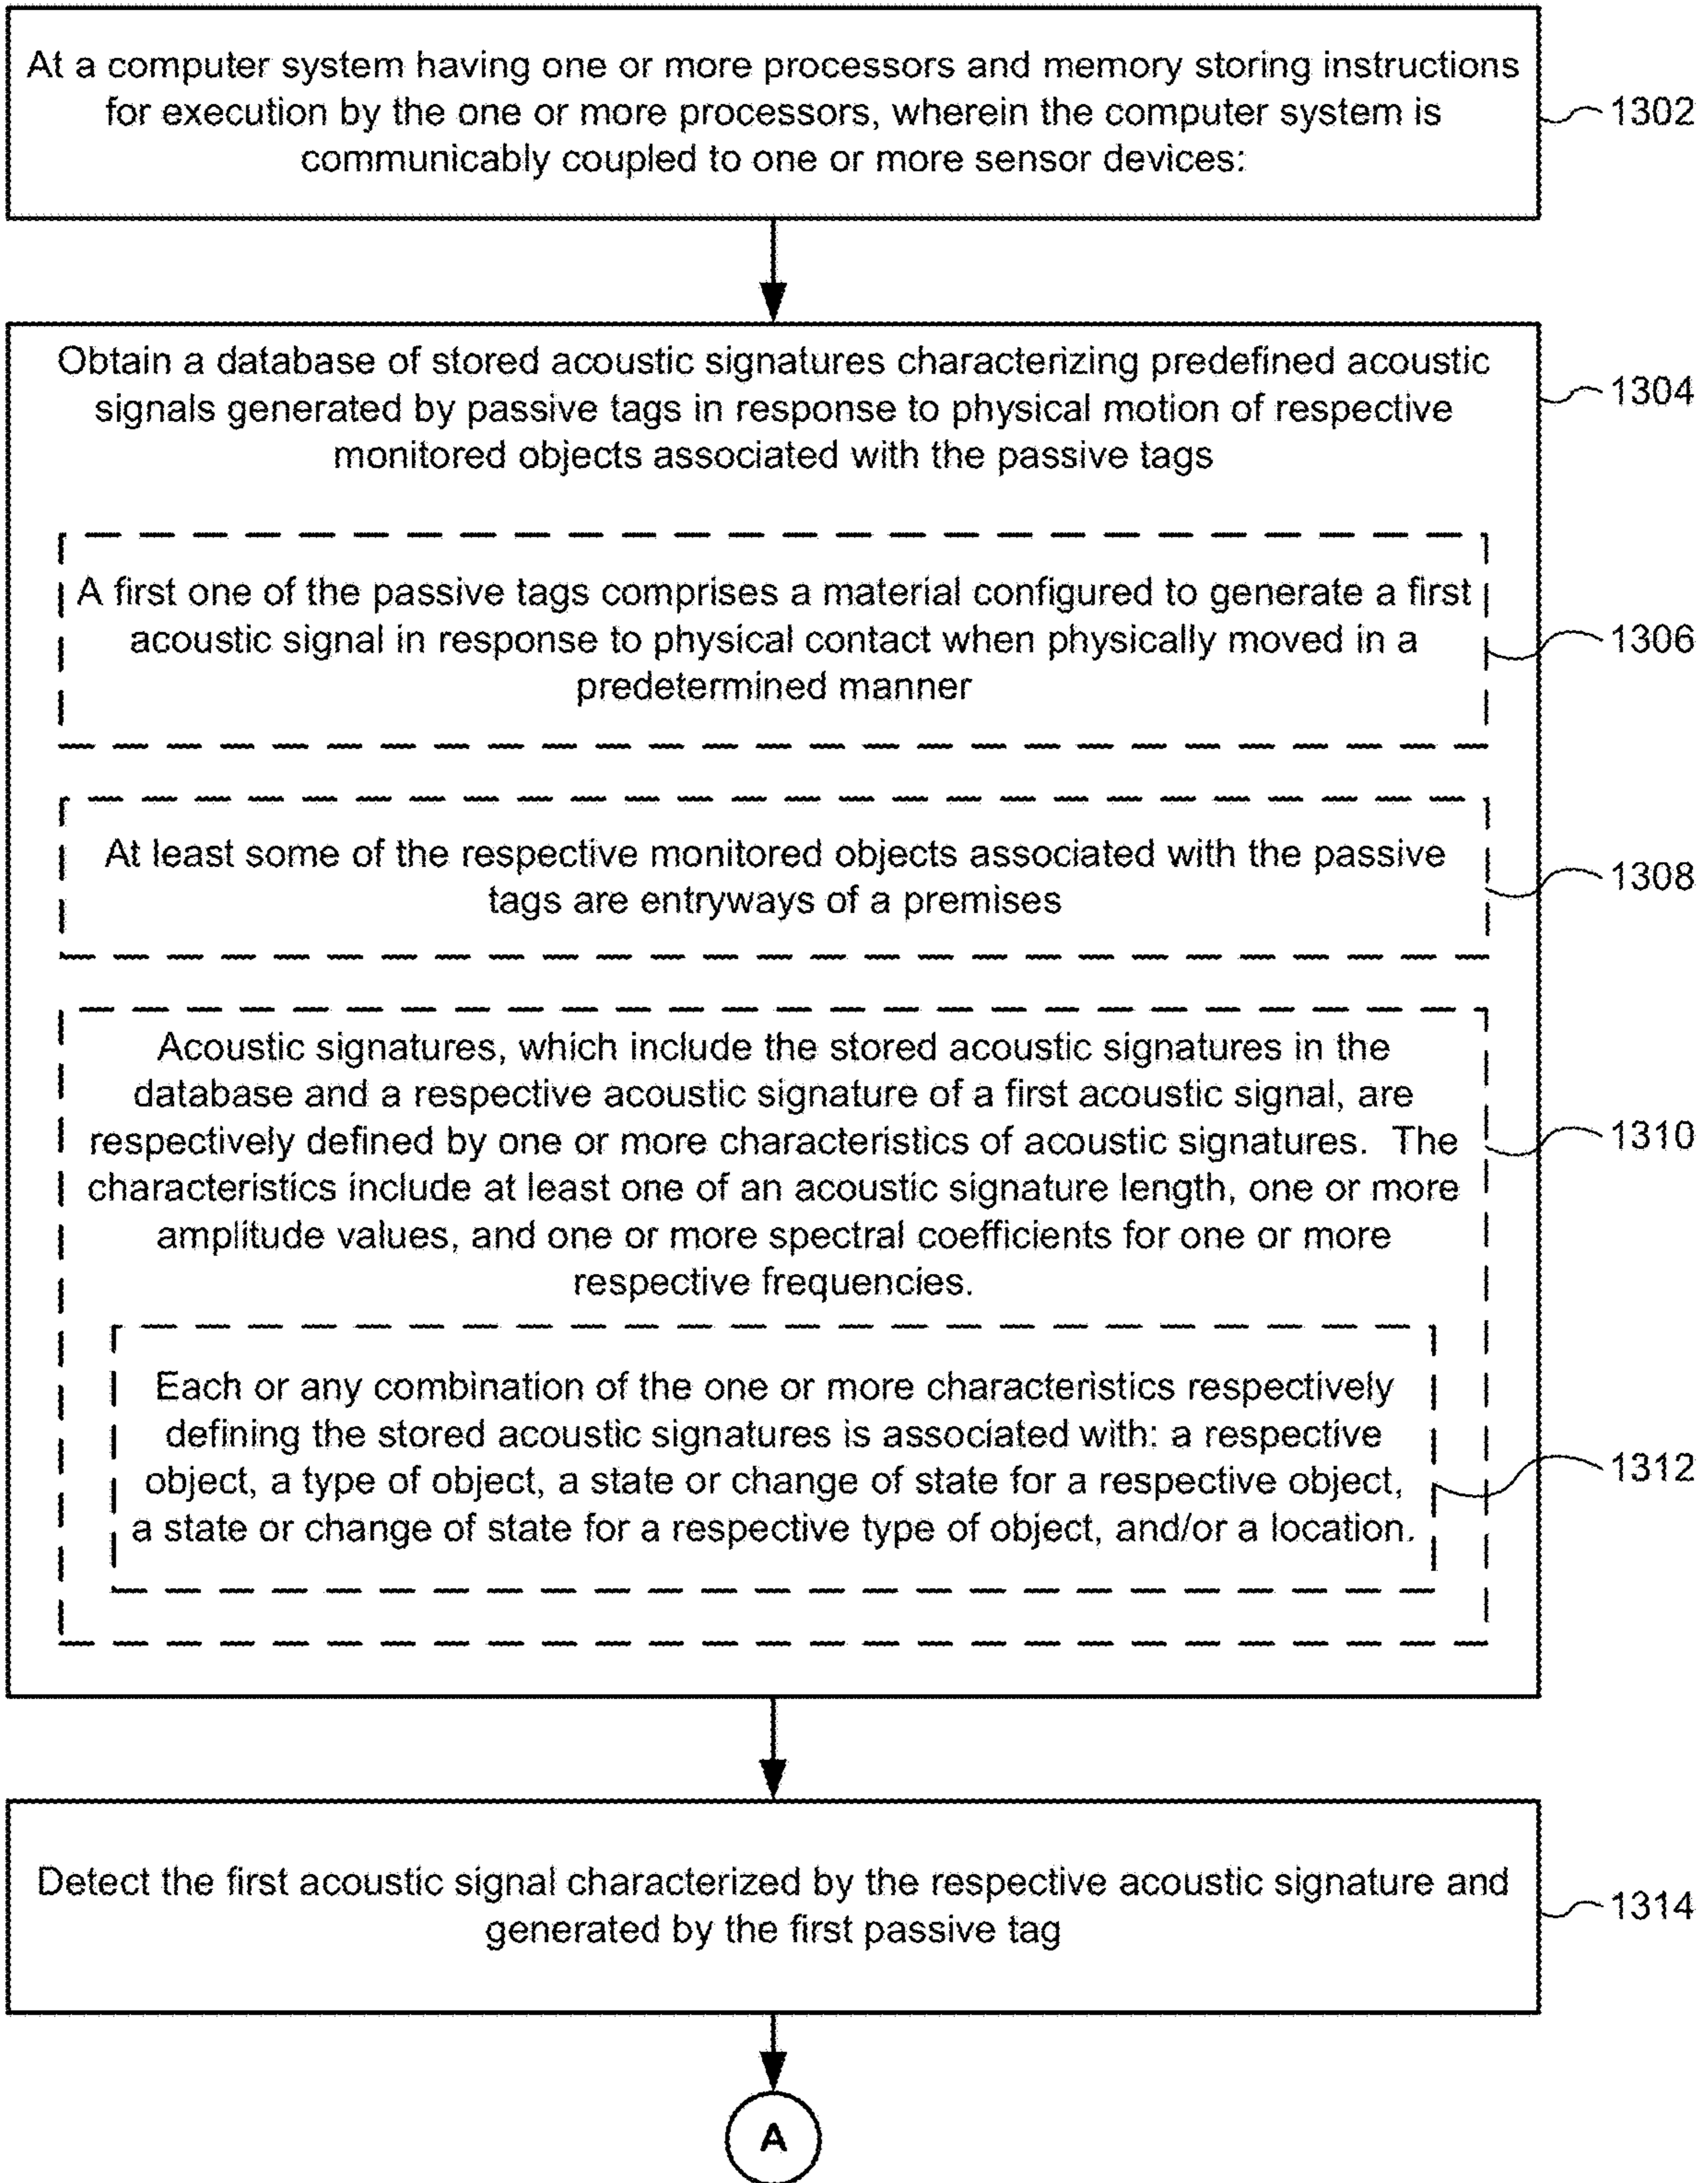 At a computer system having one or more processors and memory storing instructions
for execution by the one or more processors, wherein the computer system is
communicably coupled to one or more sensor devices:
1302
Obtain a database of stored acoustic signatures characterizing predefined acoustic
signals generated by passive tags in response to physical motion of respective
monitored objects associated with the passive tags
1304
A first one of the passive tags comprises a material configured to generate a first
acoustic signal in response to physical contact when physically moved in a
predetermined manner
1306
At least some of the respective monitored objects associated with the passive
tags are entryways of a premises
1308
Acoustic signatures, which include the stored acoustic signatures in the
database and a respective acoustic signature of a first acoustic signal, are
respectively defined by one or more characteristics of acoustic signatures. The
characteristics include at least one of an acoustic signature length, one or more
amplitude values, and one or more spectral coefficients for one or more
respective frequencies.
1310
Each or any combination of the one or more characteristics respectively
defining the stored acoustic signatures is associated with: a respective
object, a type of object, a state or change of state for a respective object,
a state or change of state for a respective type of object, and/or a location.
1312
Detect the first acoustic signal characterized by the respective acoustic signature and
generated by the first passive tag
1314
A